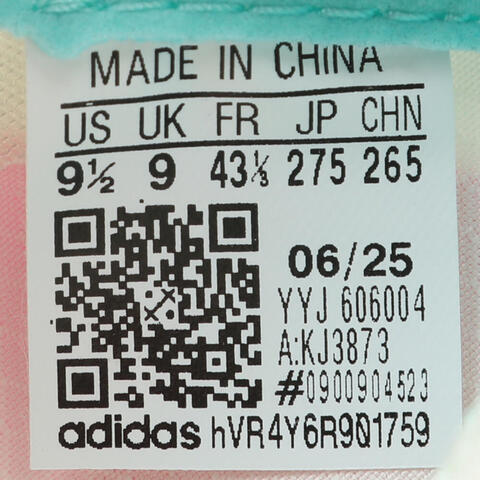 MADE IN CHINA
US UK FR JP CHN
9½ 9 43⅓ 275 265
06/25
YYJ 606004
A:KJ3873
#0900904523
adidas hVR4Y6R901759